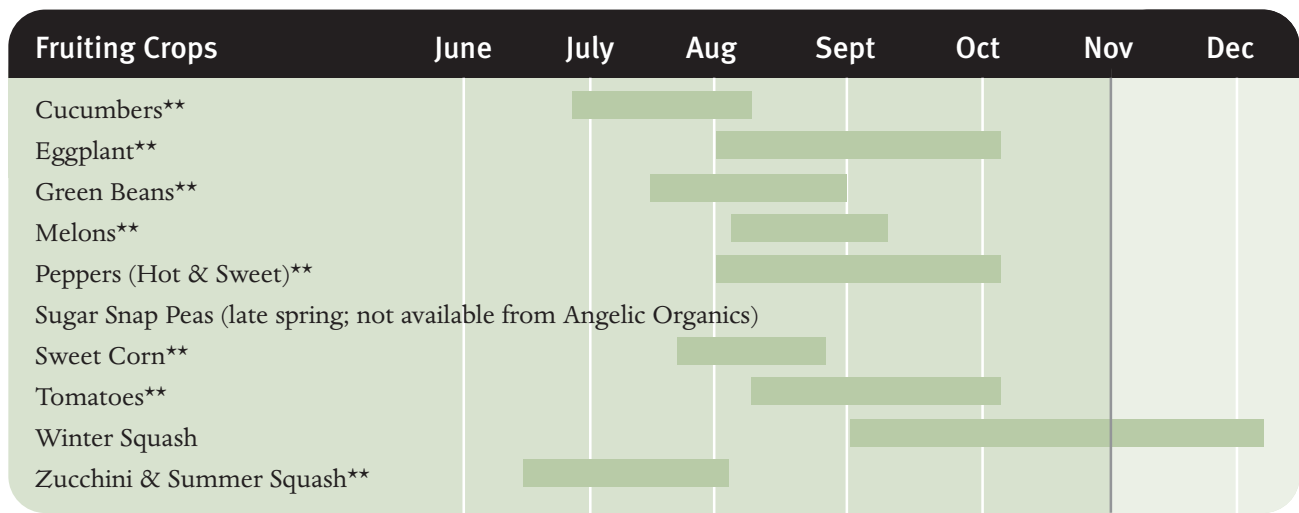 Fruiting Crops June July Aug Sept Oct Nov Dec
Cucumbers★★
Eggplant★★
Green Beans★★
Melons★★
Peppers (Hot & Sweet)★★
Sugar Snap Peas (late spring; not available from Angelic Organics)
Sweet Corn★★
Tomatoes★★
Winter Squash
Zucchini & Summer Squash★★